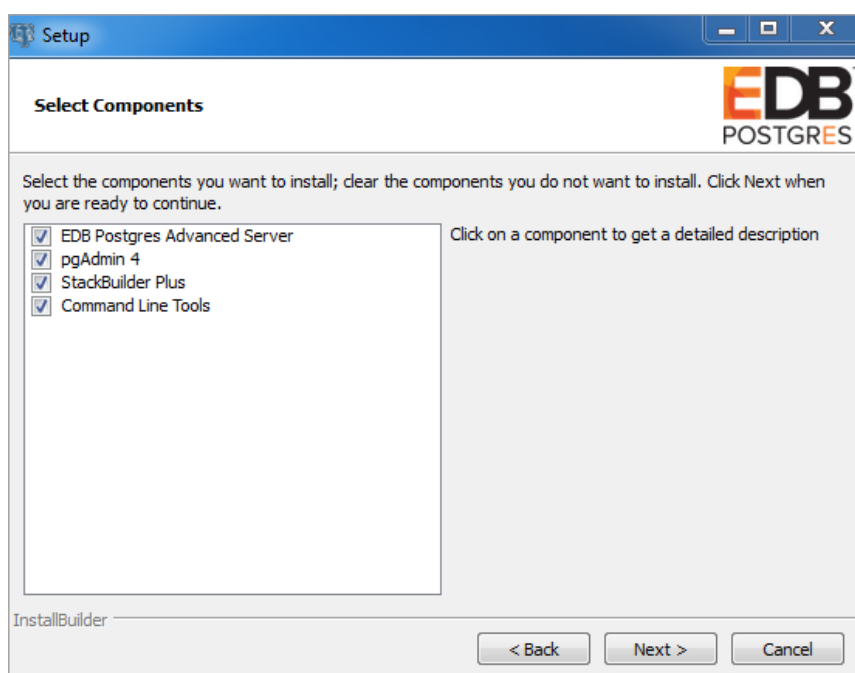 Setup
Select Components
EDB
POSTGRES
Select the components you want to install; clear the components you do not want to install. Click Next when
you are ready to continue.
EDB Postgres Advanced Server
pgAdmin 4
StackBuilder Plus
Command Line Tools
Click on a component to get a detailed description
InstallBuilder
< Back
Next >
Cancel